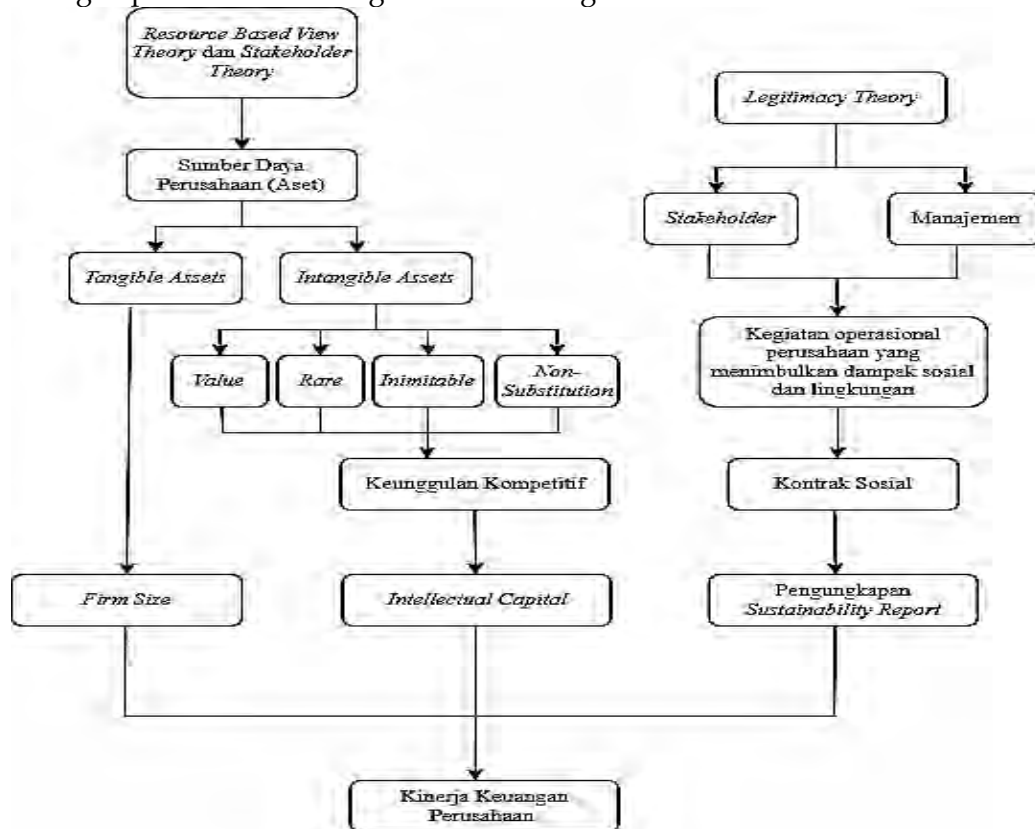 Resource Based View
Theory dan Stakeholder
Theory
Legitimacy Theory
Sumber Daya
Perusahaan (Aset)
Stakeholder
Manajemen
Tangible Assets
Intangible Assets
Kegiatan operasional
perusahaan yang
menimbulkan dampak sosial
dan lingkungan
Value
Rare
Inimitable
Non-
Substitution
Keunggulan Kompetitif
Kontrak Sosial
Firm Size
Intellectual Capital
Pengungkapan
Sustainability Report
Kinerja Keuangan
Perusahaan